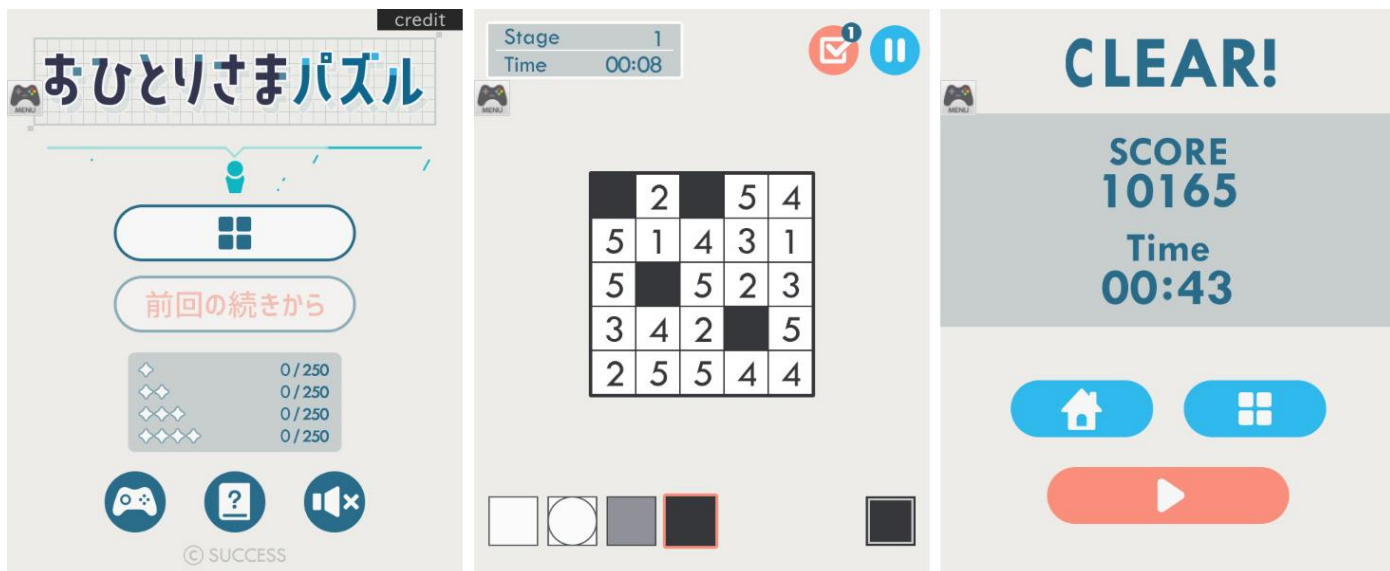 credit
おひとりさまパズル
MENU
前回の続きから
0/250
0/250
0/250
0/250
?
© SUCCESS
Stage 1
Time 00:08
1
MENU
2 5 4
5 1 4 3 1
5 5 2 3
3 4 2 5
2 5 5 4 4
CLEAR!
MENU
SCORE
10165
Time
00:43